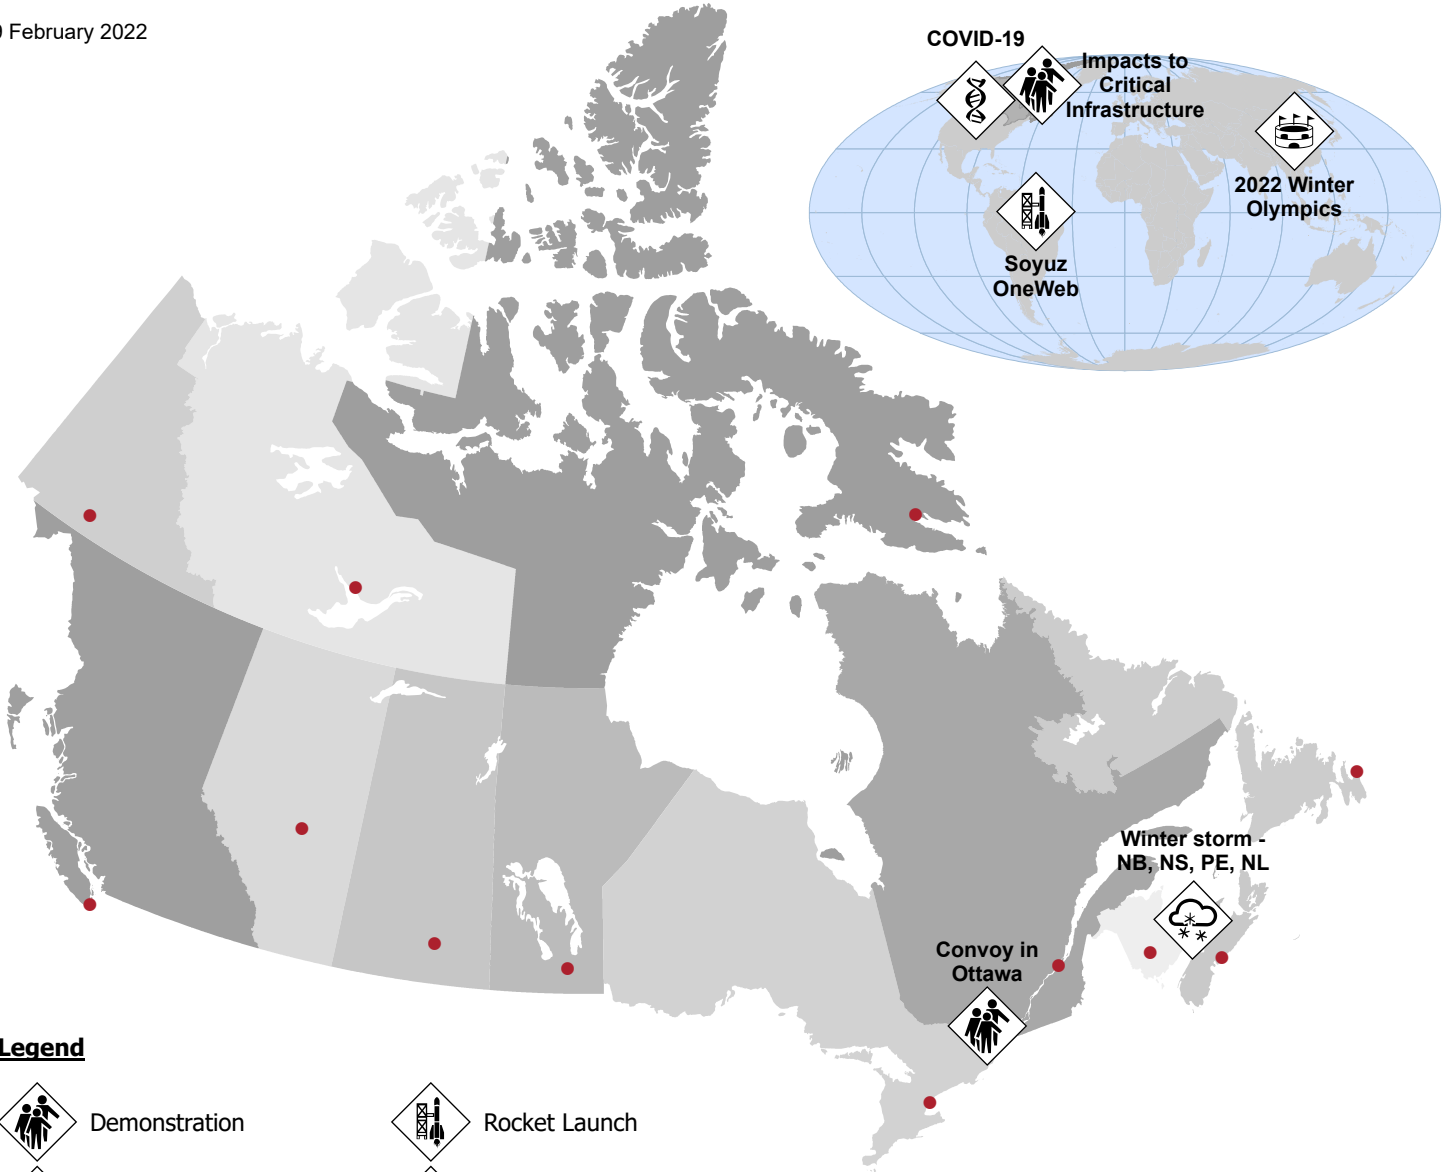 9 February 2022
COVID-19
Impacts to
Critical
Infrastructure
2022 Winter
Olympics
Soyuz
OneWeb
Winter storm -
NB, NS, PE, NL
Convoy in
Ottawa
Legend
Demonstration
Rocket Launch